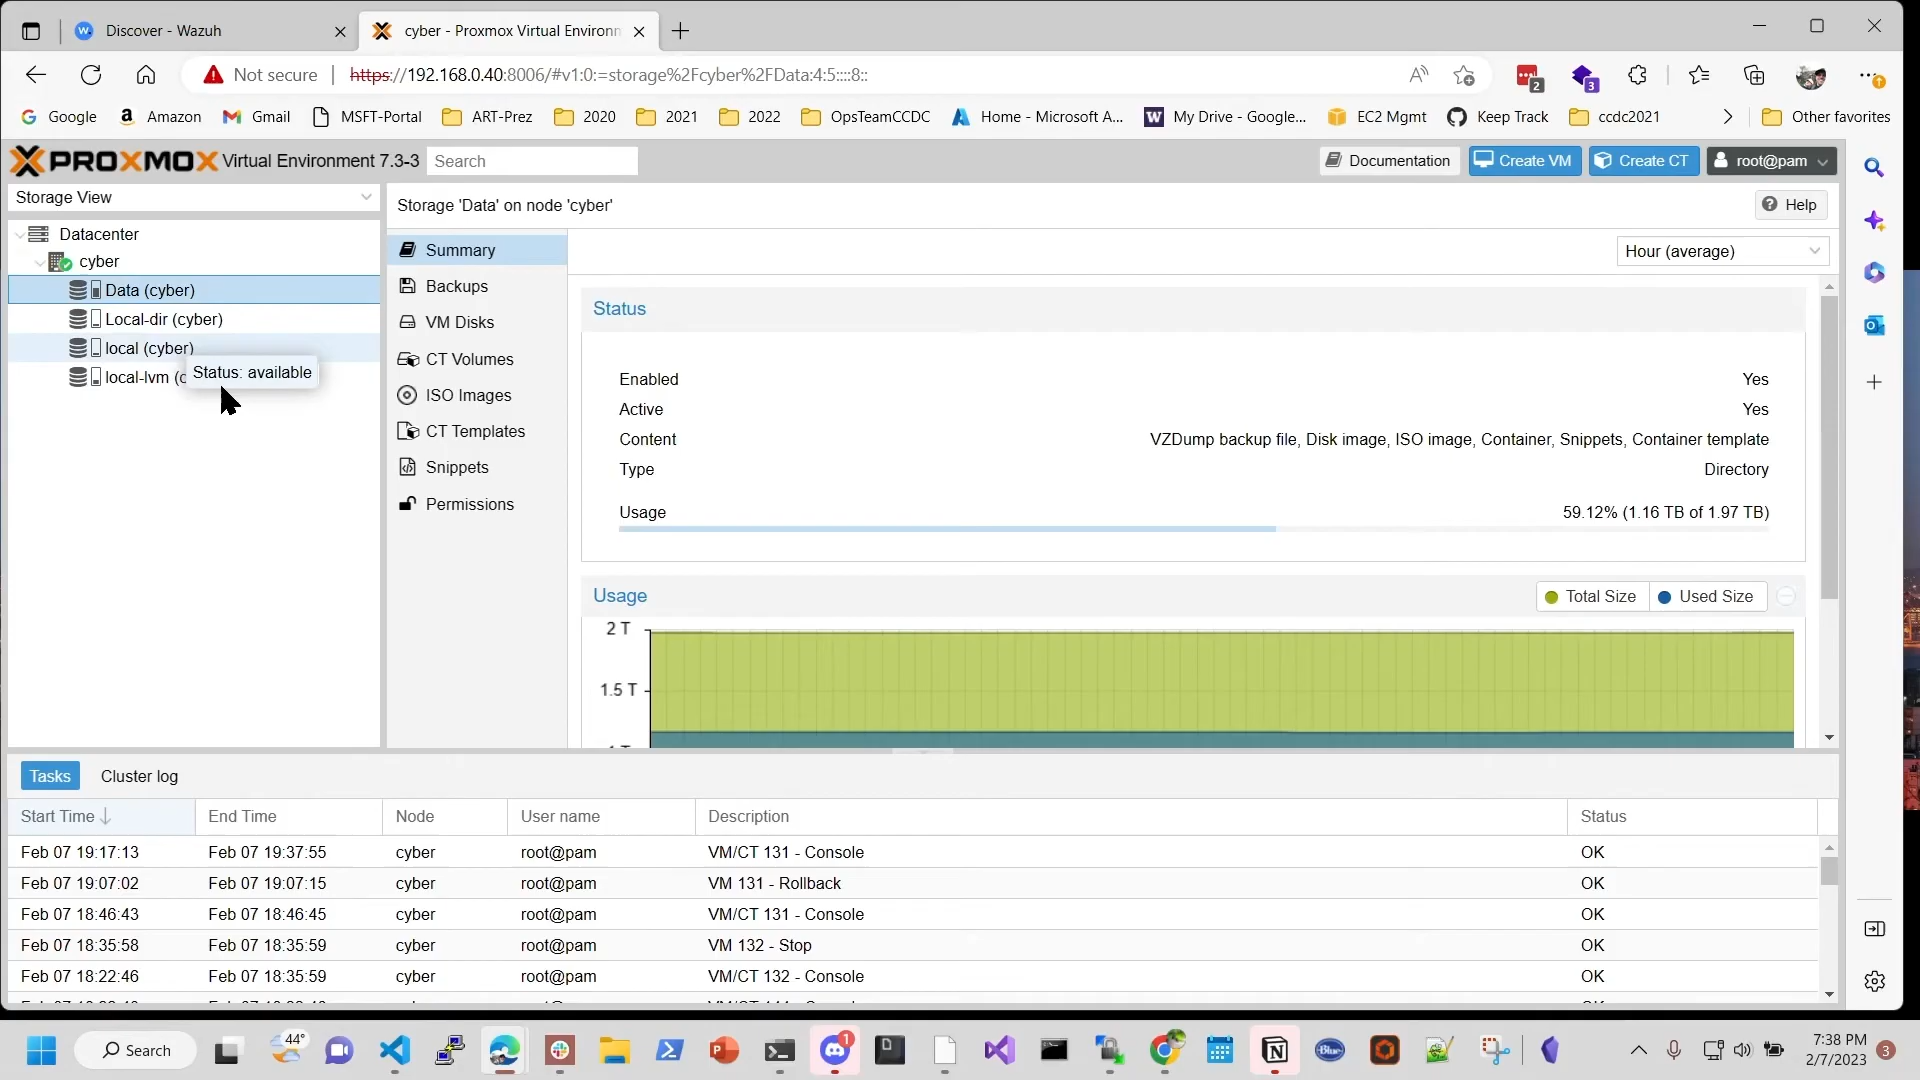 Discover - Wazuh
cyber - Proxmox Virtual Environn
Not secure
https://192.168.0.40:8006/#v1:0:=storage%2Fcyber%2FData:4:5::::8::
2
3
Google
Amazon
Gmail
MSFT-Portal
ART-Prez
2020
2021
2022
OpsTeamCCDC
Home - Microsoft A...
My Drive - Google...
EC2 Mgmt
Keep Track
ccdc2021
Other favorites
PROXMOX Virtual Environment 7.3-3
Search
Documentation
Create VM
Create CT
root@pam
Storage View
Storage 'Data' on node 'cyber'
Help
Datacenter
cyber
Data (cyber)
Local-dir (cyber)
local (cyber)
local-lvm (c
Status: available
Summary
Backups
VM Disks
CT Volumes
ISO Images
CT Templates
Snippets
Permissions
Hour (average)
Status
Enabled Yes
Active Yes
Content VZDump backup file, Disk image, ISO image, Container, Snippets, Container template
Type Directory
Usage 59.12% (1.16 TB of 1.97 TB)
Usage
Total Size
Used Size
2 T
1.5 T
Tasks
Cluster log
Start Time End Time Node User name Description Status
Feb 07 19:17:13 Feb 07 19:37:55 cyber root@pam VM/CT 131 - Console OK
Feb 07 19:07:02 Feb 07 19:07:15 cyber root@pam VM 131 - Rollback OK
Feb 07 18:46:43 Feb 07 18:46:45 cyber root@pam VM/CT 131 - Console OK
Feb 07 18:35:58 Feb 07 18:35:59 cyber root@pam VM 132 - Stop OK
Feb 07 18:22:46 Feb 07 18:35:59 cyber root@pam VM/CT 132 - Console OK
Search
44°
1
Blue
7:38 PM
2/7/2023
3